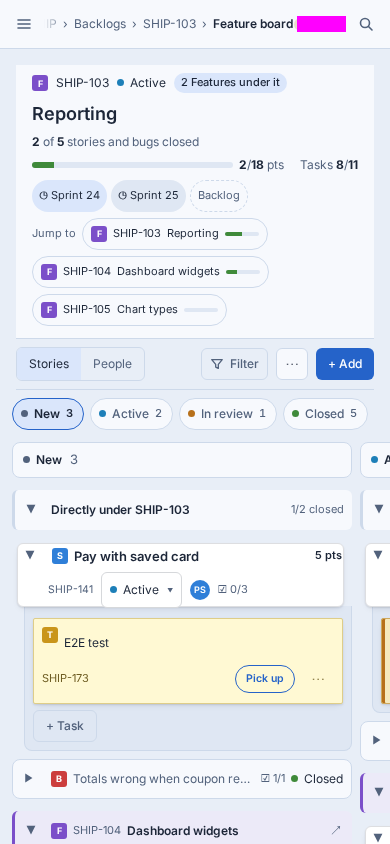 IP › Backlogs › SHIP-103 › Feature board
F SHIP-103 Active 2 Features under it
Reporting
2 of 5 stories and bugs closed
2/18 pts Tasks 8/11
Sprint 24 Sprint 25 Backlog
Jump to F SHIP-103 Reporting
F SHIP-104 Dashboard widgets
F SHIP-105 Chart types
Stories People Filter ... + Add
New 3 Active 2 In review 1 Closed 5
New 3 A
Directly under SHIP-103 1/2 closed
S Pay with saved card 5 pts
SHIP-141 Active PS 0/3
T E2E test
SHIP-173 Pick up ...
+ Task
B Totals wrong when coupon re... 1/1 Closed
F SHIP-104 Dashboard widgets